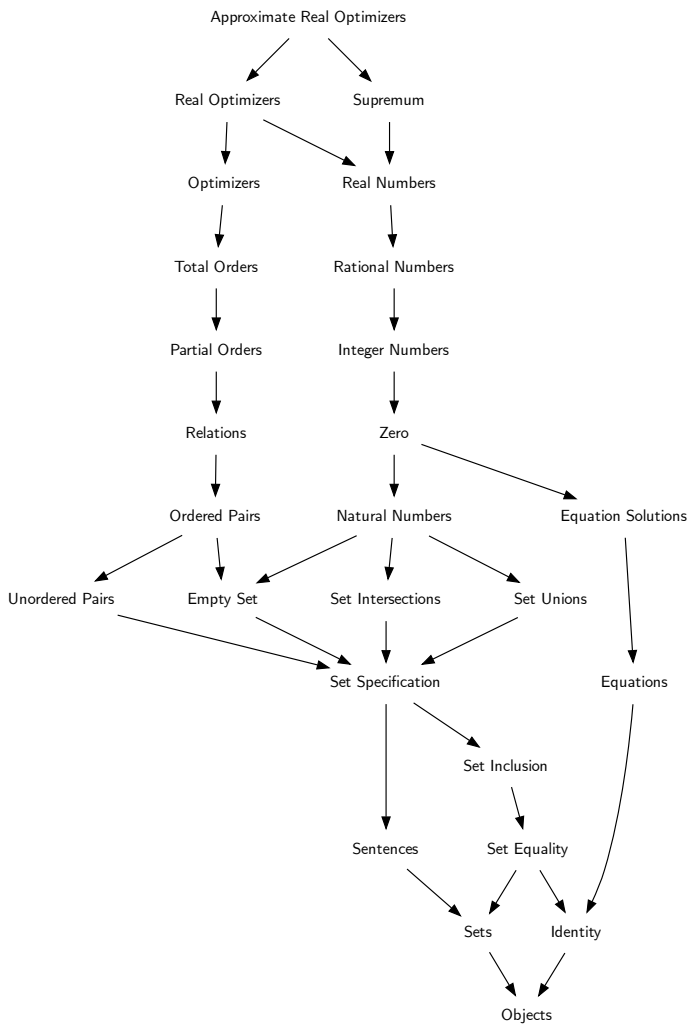 Approximate Real Optimizers
Real Optimizers
Supremum
Optimizers
Real Numbers
Total Orders
Rational Numbers
Partial Orders
Integer Numbers
Relations
Zero
Ordered Pairs
Natural Numbers
Equation Solutions
Unordered Pairs
Empty Set
Set Intersections
Set Unions
Set Specification
Equations
Set Inclusion
Sentences
Set Equality
Sets
Identity
Objects